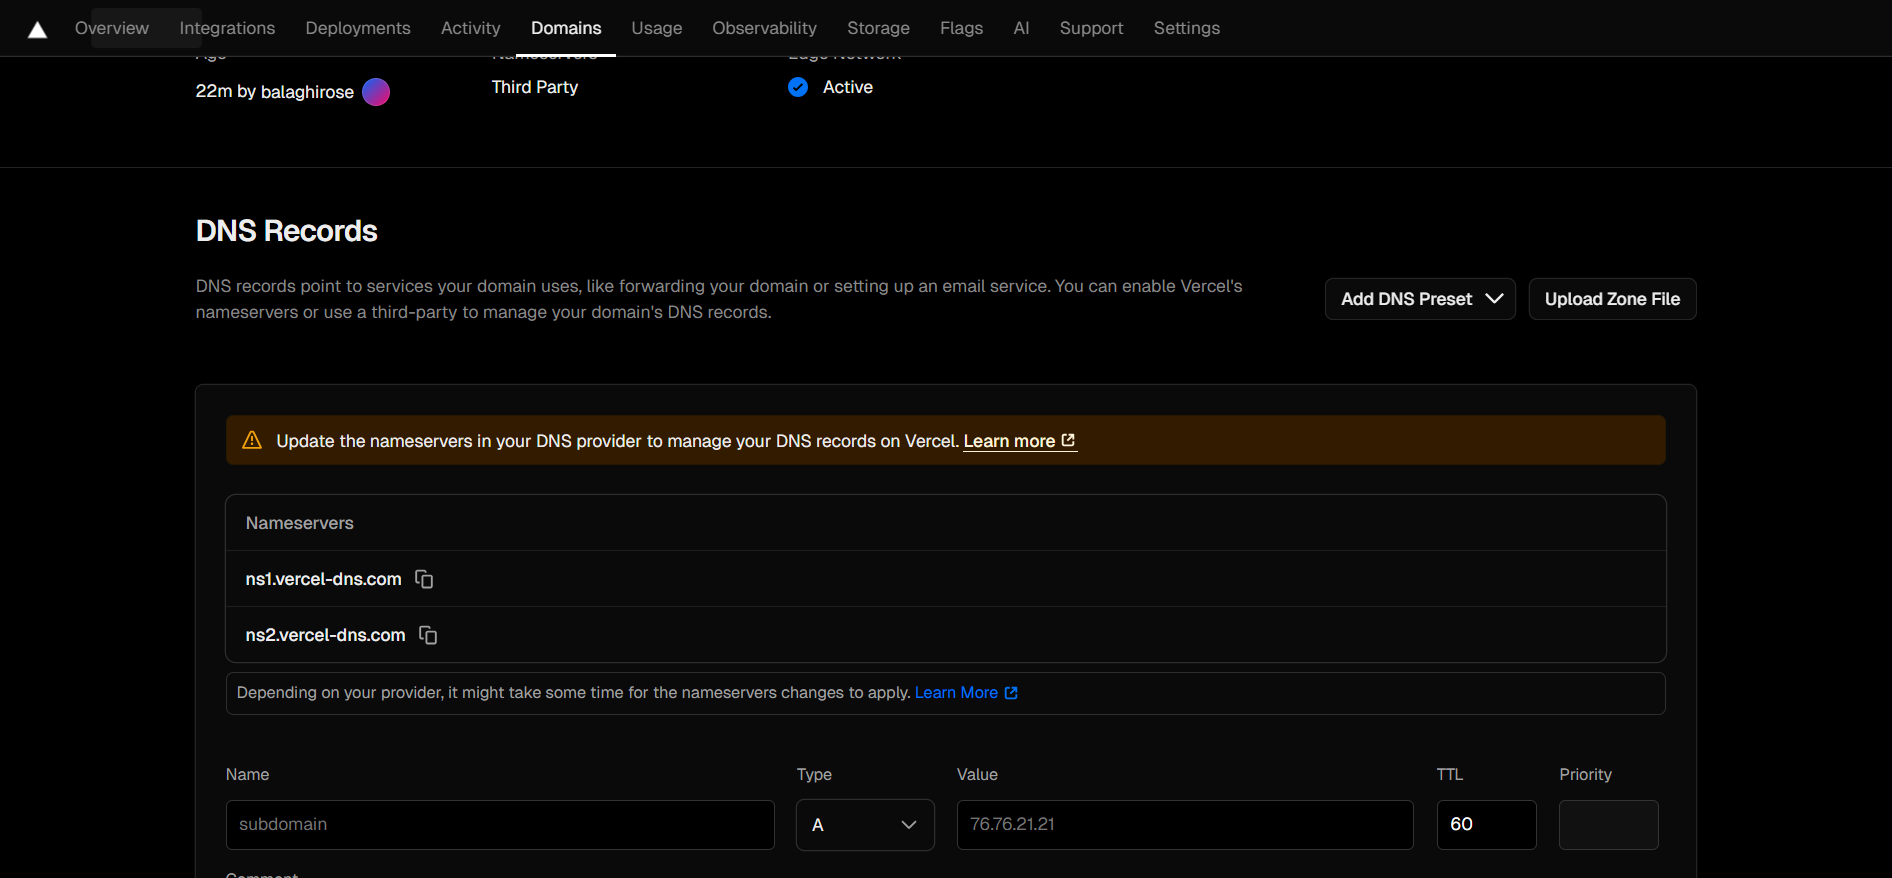 Overview Integrations Deployments Activity Domains Usage Observability Storage Flags AI Support Settings
Age Nameservers Edge Network
22m by balaghirose Third Party Active
DNS Records
DNS records point to services your domain uses, like forwarding your domain or setting up an email service. You can enable Vercel's
nameservers or use a third-party to manage your domain's DNS records.
Add DNS Preset Upload Zone File
Update the nameservers in your DNS provider to manage your DNS records on Vercel. Learn more
Nameservers
ns1.vercel-dns.com
ns2.vercel-dns.com
Depending on your provider, it might take some time for the nameservers changes to apply. Learn More
Name Type Value TTL Priority
subdomain A 76.76.21.21 60
Comment